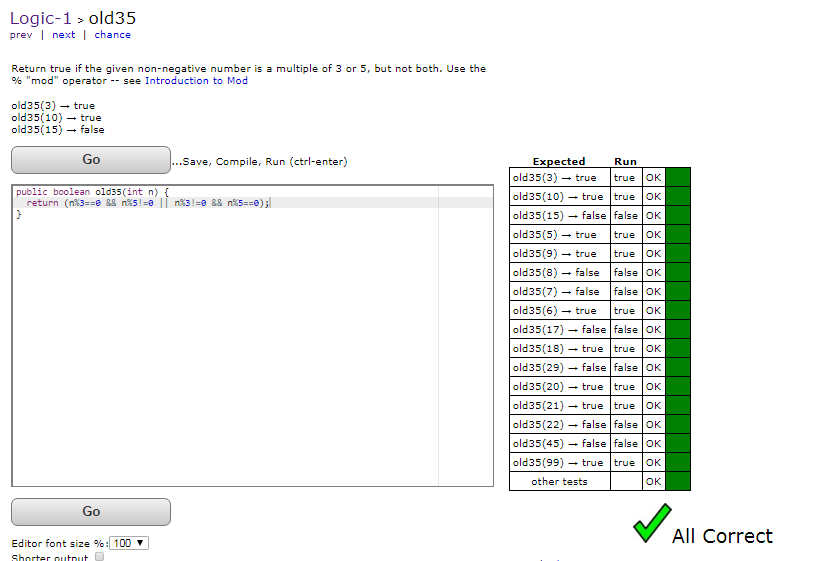 Logic-1 > old35
prev | next | chance
Return true if the given non-negative number is a multiple of 3 or 5, but not both. Use the
% "mod" operator -- see Introduction to Mod
old35(3) → true
old35(10) → true
old35(15) → false
Go
...Save, Compile, Run (ctrl-enter)
public boolean old35(int n) {
return (n%3==0 && n%5!=0 || n%3!=0 && n%5==0);
}
Go
Editor font size %: 100 ▼
Shorter output
Expected Run
old35(3) → true true OK
old35(10) → true true OK
old35(15) → false false OK
old35(5) → true true OK
old35(9) → true true OK
old35(8) → false false OK
old35(7) → false false OK
old35(6) → true true OK
old35(17) → false false OK
old35(18) → true true OK
old35(29) → false false OK
old35(20) → true true OK
old35(21) → true true OK
old35(22) → false false OK
old35(45) → false false OK
old35(99) → true true OK
other tests OK
All Correct